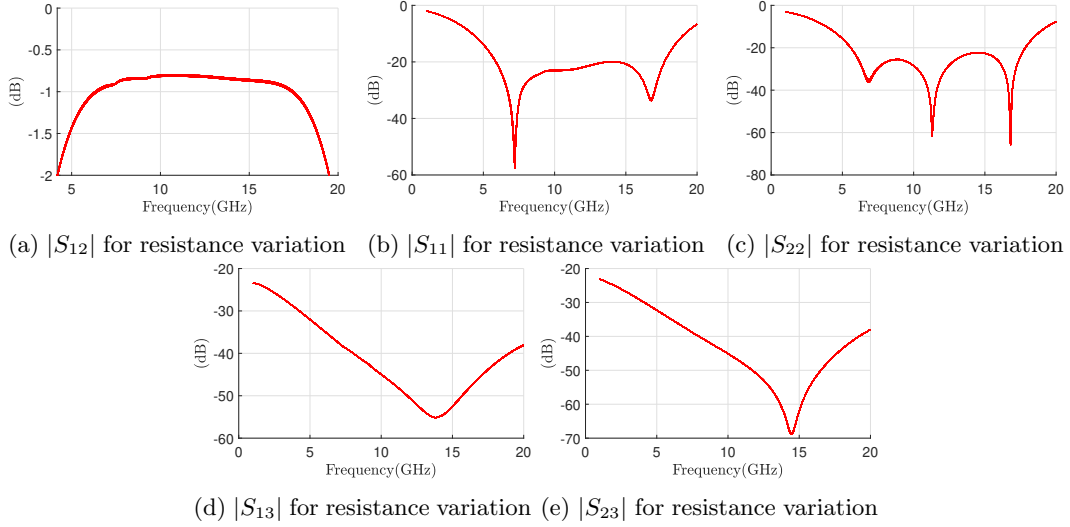 0
-0.5
-1
-1.5
-2
(dB)
5 10 15 20
Frequency(GHz)
(a) |S12| for resistance variation
0
-20
-40
-60
(dB)
0 5 10 15 20
Frequency(GHz)
(b) |S11| for resistance variation
0
-20
-40
-60
-80
(dB)
0 5 10 15 20
Frequency(GHz)
(c) |S22| for resistance variation
-20
-30
-40
-50
-60
(dB)
0 5 10 15 20
Frequency(GHz)
(d) |S13| for resistance variation
-20
-30
-40
-50
-60
-70
(dB)
0 5 10 15 20
Frequency(GHz)
(e) |S23| for resistance variation